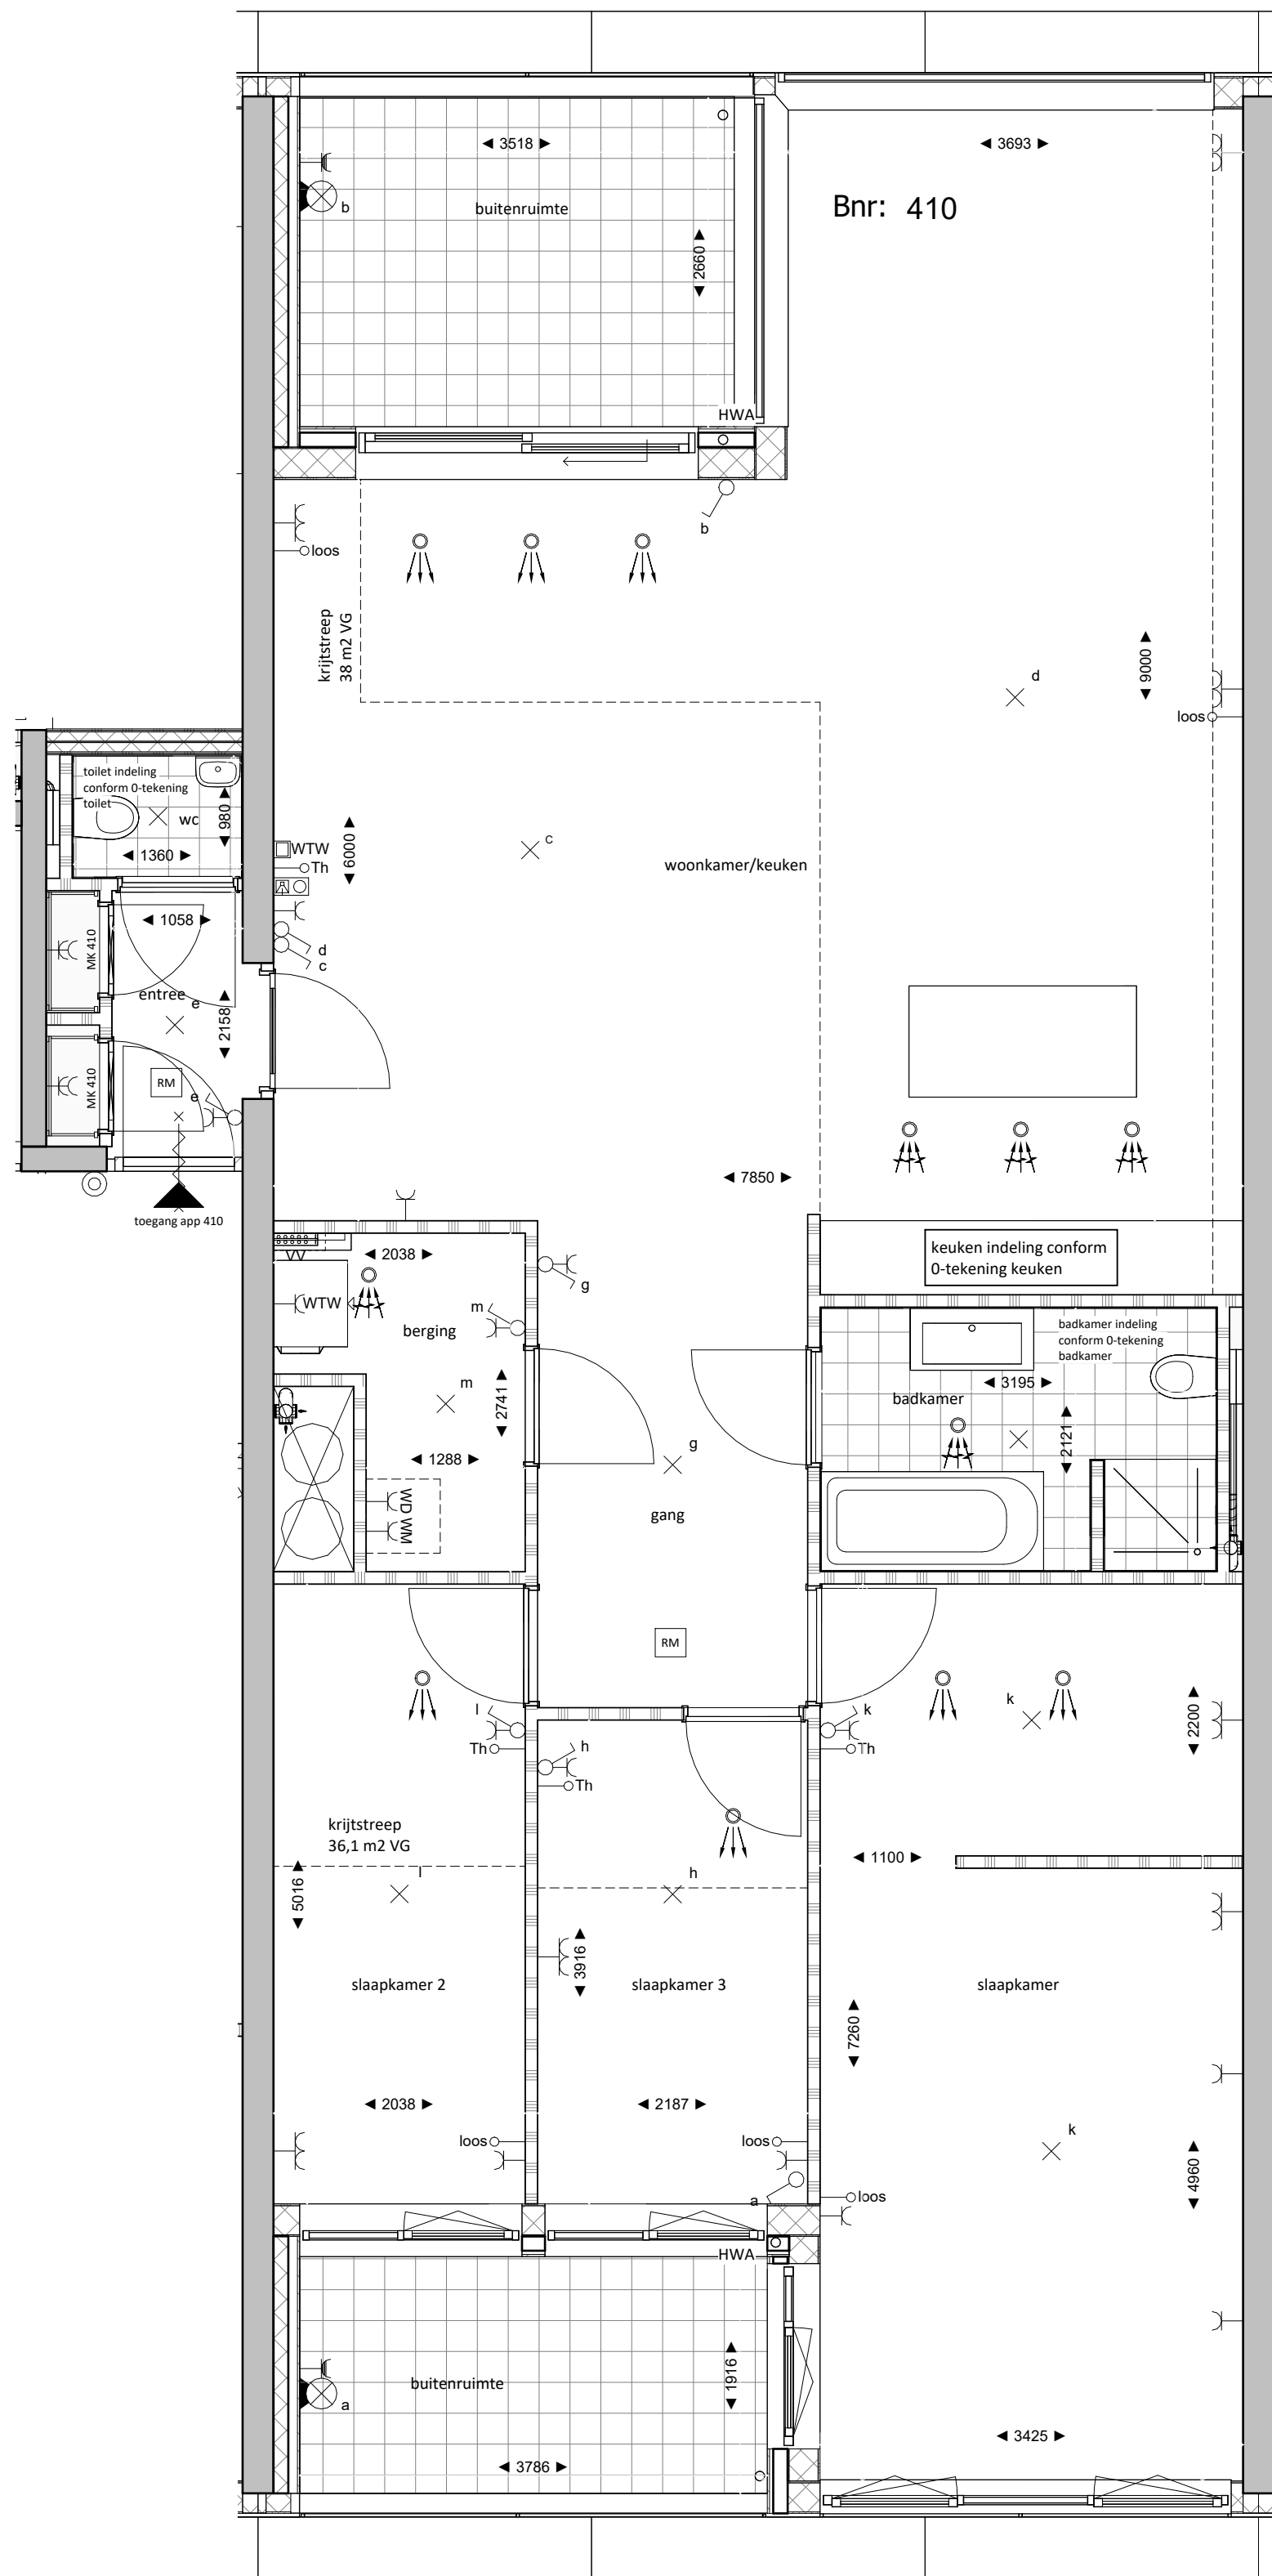 ◄ 3518 ►
◄ 3693 ►
b
buitenruimte
Bnr: 410
◄ 2660 ►
HWA
b
loos
krijtstreep
38 m2 VG
◄ 9000 ►
d
loos
toilet indeling
conform 0-tekening
toilet
wc
◄ 980 ►
◄ 1360 ►
WTW
Th
◄ 6000 ►
c
woonkamer/keuken
◄ 1058 ►
MK 410
d
c
entree
e
◄ 2158 ►
MK 410
RM
e
toegang app 410
◄ 7850 ►
keuken indeling conform
0-tekening keuken
◄ 2038 ►
g
WTW
m
berging
badkamer indeling
conform 0-tekening
badkamer
◄ 3195 ►
m
◄ 2741 ►
badkamer
◄ 2121 ►
◄ 1288 ►
g
WD WM
gang
RM
l
Th
h
Th
k
Th
k
◄ 2200 ►
krijtstreep
36,1 m2 VG
◄ 1100 ►
l
h
◄ 5016 ►
◄ 3916 ►
slaapkamer 2
slaapkamer 3
slaapkamer
◄ 7260 ►
◄ 2038 ►
◄ 2187 ►
k
loos
loos
◄ 4960 ►
a
loos
HWA
buitenruimte
◄ 1916 ►
a
◄ 3425 ►
◄ 3786 ►